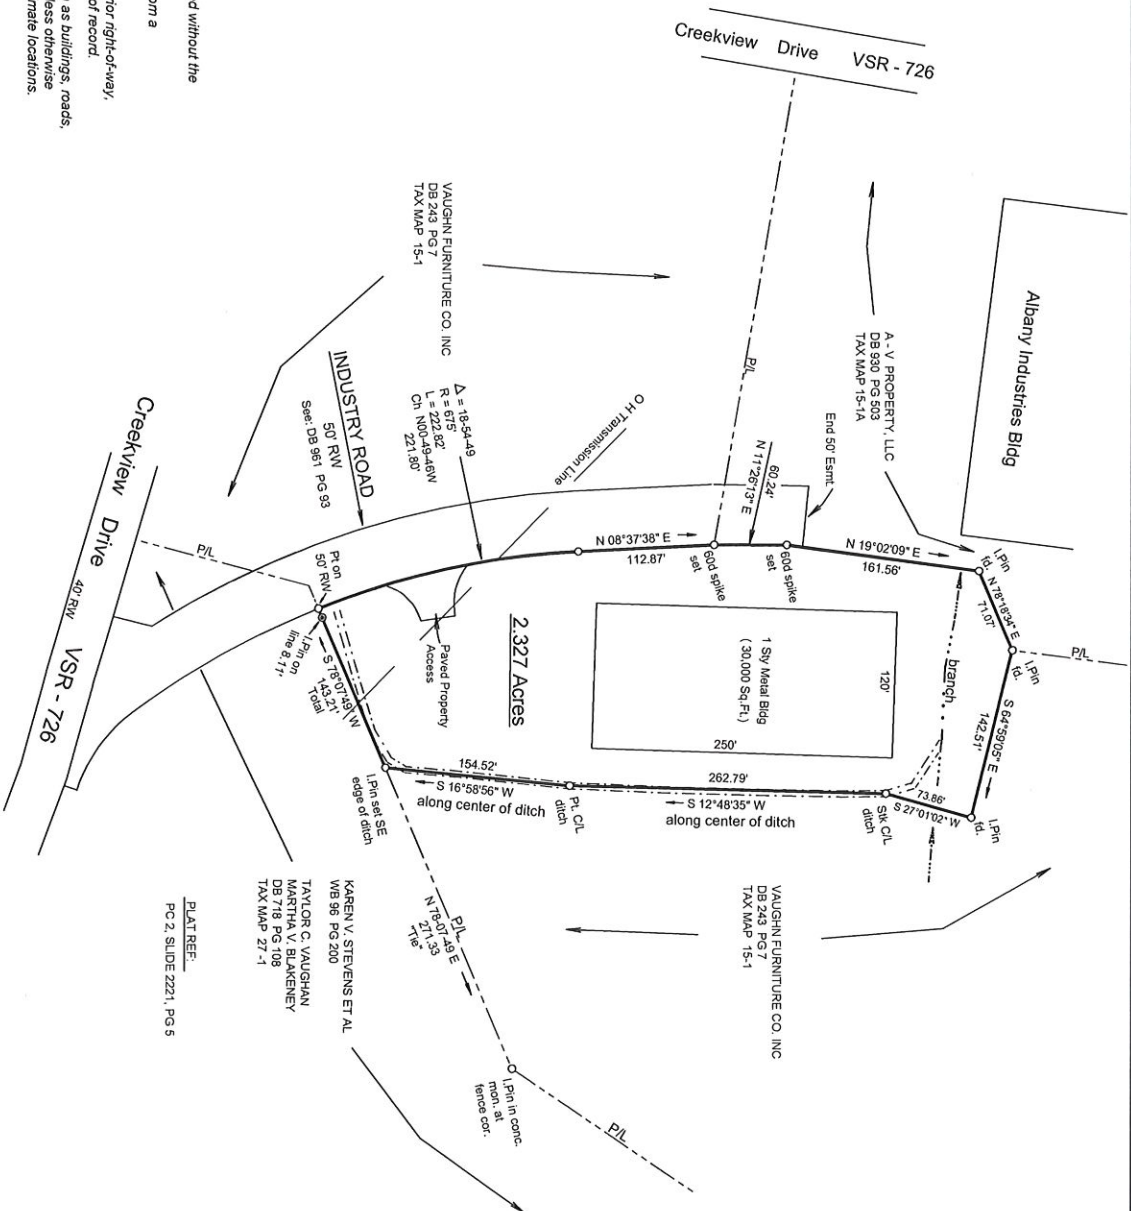 d without the
om a
ior right-of-way,
of record.
as buildings, roads,
less otherwise
mate locations.
Creekview Drive VSR - 726
Albany Industries Bldg
A - V PROPERTY, LLC
DB 930 PG 503
TAX MAP 15-1A
VAUGHN FURNITURE CO. INC
DB 243 PG 7
TAX MAP 15-1
P/L
End 50' Esmt.
60.24'
N 11°26'13" E
N 19°02'09" E
161.56'
I.Pin
fd.
N 78°18'34" E
71.07'
I.Pin
fd.
P/L
S 64°59'05" E
142.51'
I.Pin
fd.
branch
S 27°01'02" W
73.86'
Stk C/L
ditch
60d spike
set
60d spike
set
N 08°37'38" E
112.87'
O H Transmission Line
Δ = 18-54-49
R = 675'
L = 222.82'
Ch N00-49-46W
221.80'
INDUSTRY ROAD
50' RW
See: DB 961 PG 93
1 Sty Metal Bldg
( 30,000 Sq.Ft.)
120'
250'
2.327 Acres
Paved Property
Access
262.79'
S 12°48'35" W
along center of ditch
Pt. C/L
ditch
154.52'
S 16°58'56" W
along center of ditch
I.Pin set SE
edge of ditch
S 78°07'49" W
143.21'
Total
Pt on
50' RW
I.Pin on
line 8.11'
P/L
Creekview Drive 40' RW VSR - 726
P/L
N 78-07-49 E
271.33
"Tie"
I.Pin in conc.
mon. at
fence cor.
P/L
VAUGHN FURNITURE CO. INC
DB 243 PG 7
TAX MAP 15-1
KAREN V. STEVENS ET AL
WB 96 PG 200
TAYLOR C. VAUGHAN
MARTHA V. BLAKENEY
DB 718 PG 108
TAX MAP 27 -1
PLAT REF:
PC 2, SLIDE 2221, PG 5